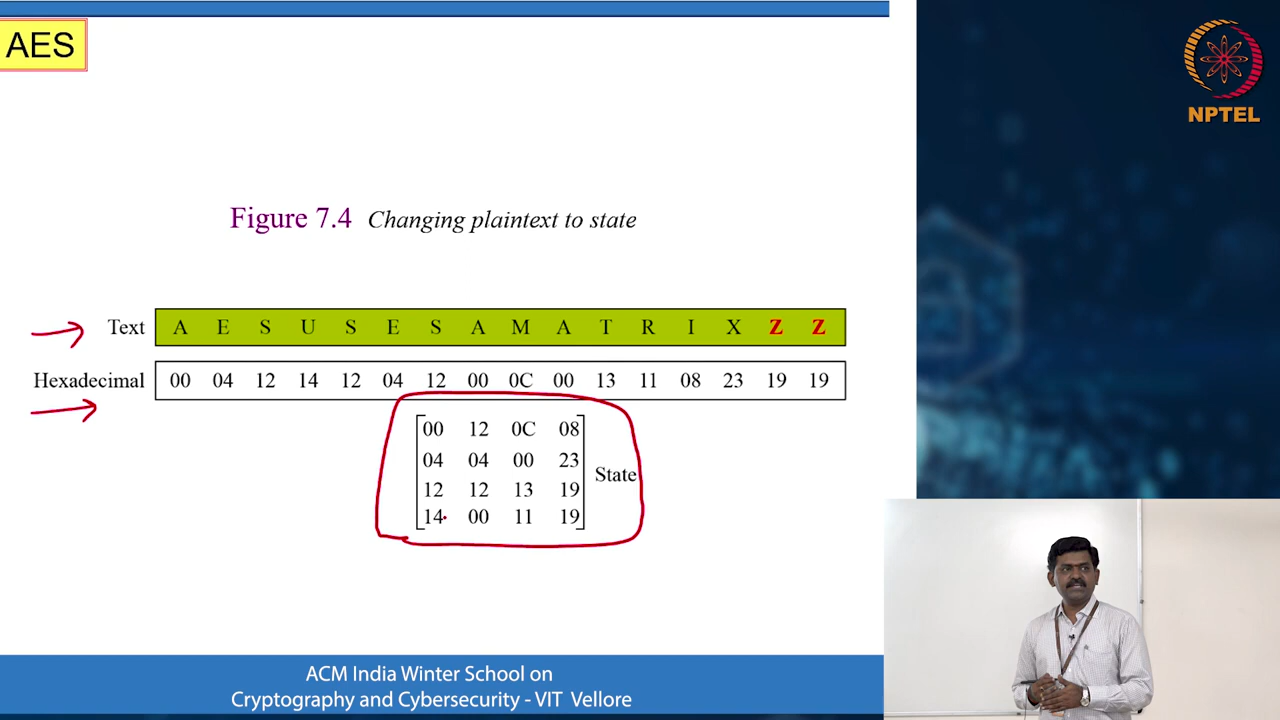 AES
NPTEL
Figure 7.4 Changing plaintext to state
Text A E S U S E S A M A T R I X Z Z
Hexadecimal 00 04 12 14 12 04 12 00 0C 00 13 11 08 23 19 19
00 12 0C 08
04 04 00 23
State
12 12 13 19
14 00 11 19
ACM India Winter School on
Cryptography and Cybersecurity - VIT Vellore